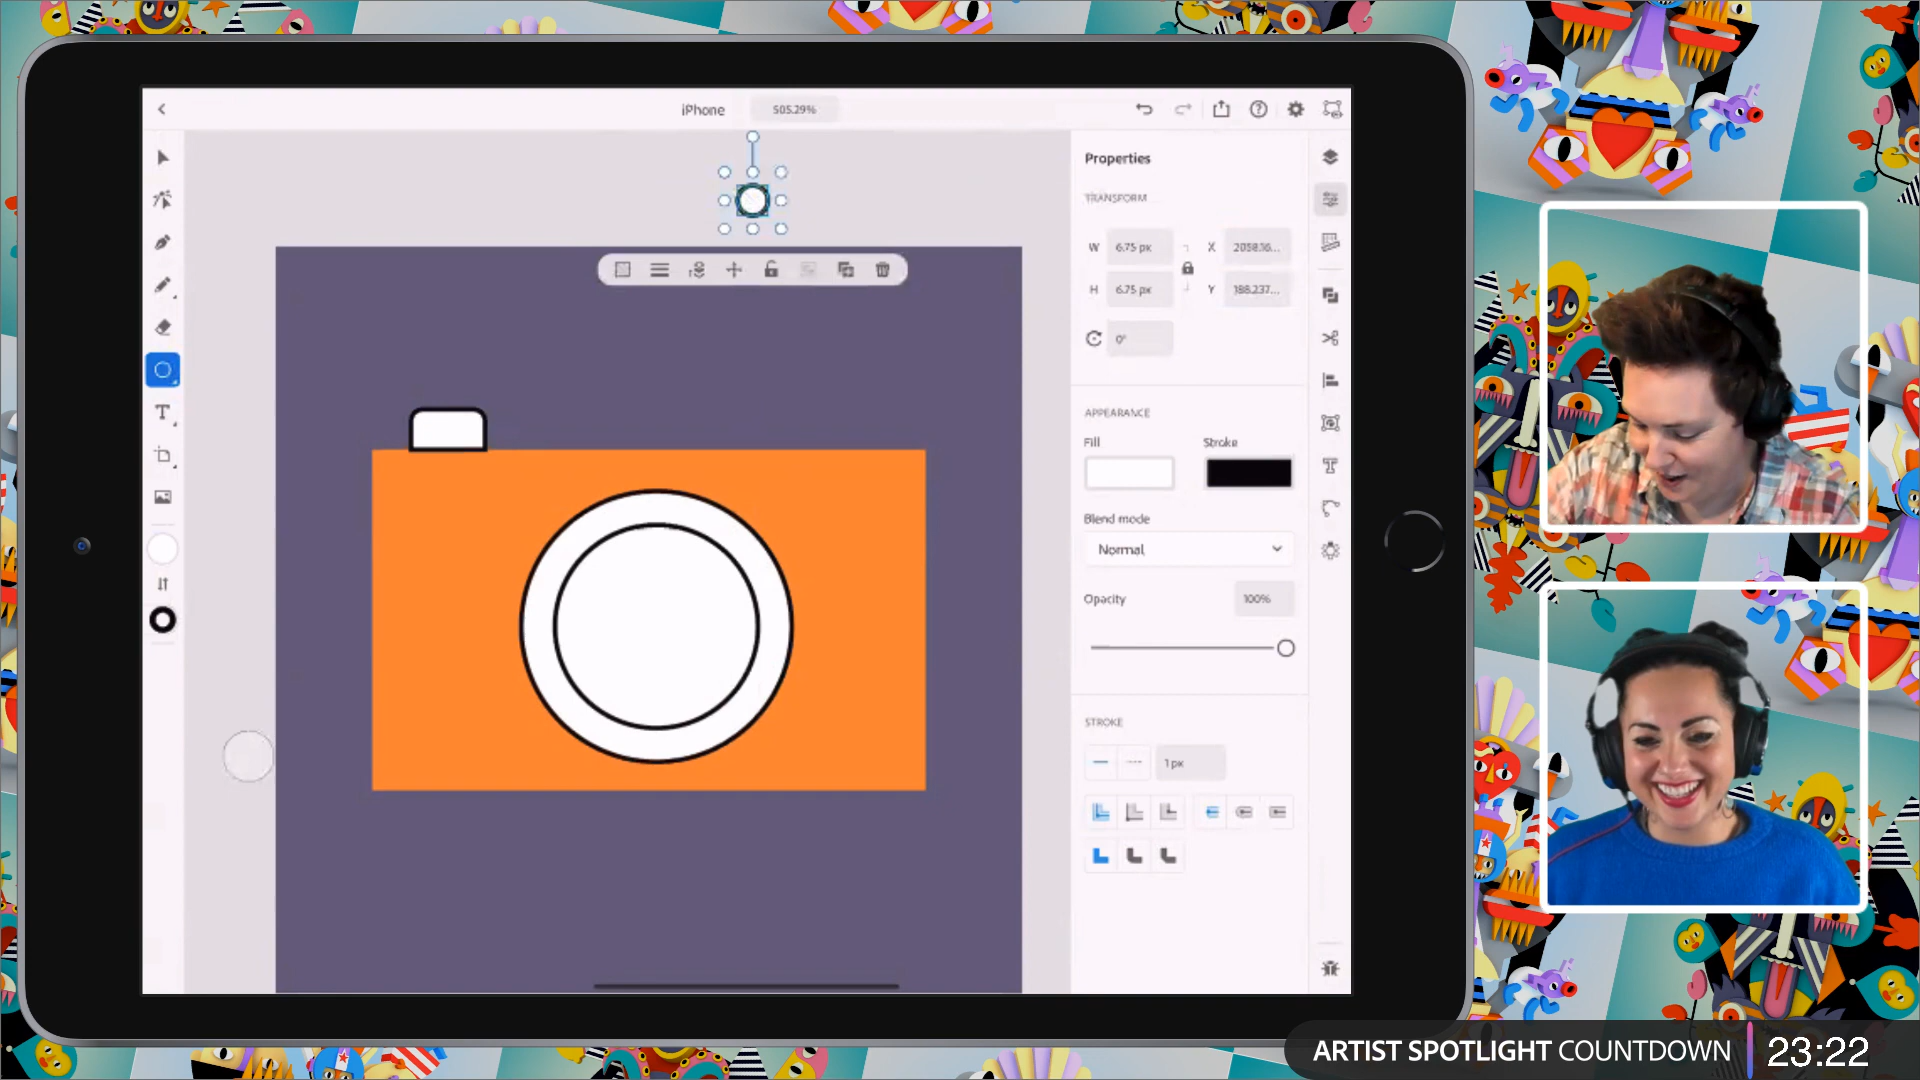 iPhone
505.29%
Properties
TRANSFORM
W 6.75 px X 2058.16...
H 6.75 px Y 188.237...
0°
APPEARANCE
Fill Stroke
Blend mode
Normal
Opacity 100%
STROKE
1 px
ARTIST SPOTLIGHT COUNTDOWN 23:22